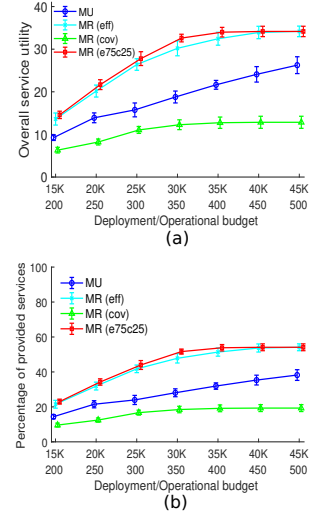 Overall service utility
40
30
20
10
0
MU
MR (eff)
MR (cov)
MR (e75c25)
15K 20K 25K 30K 35K 40K 45K
200 250 300 350 400 450 500
Deployment/Operational budget
(a)
Percentage of provided services
100
80
60
40
20
0
MU
MR (eff)
MR (cov)
MR (e75c25)
15K 20K 25K 30K 35K 40K 45K
200 250 300 350 400 450 500
Deployment/Operational budget
(b)